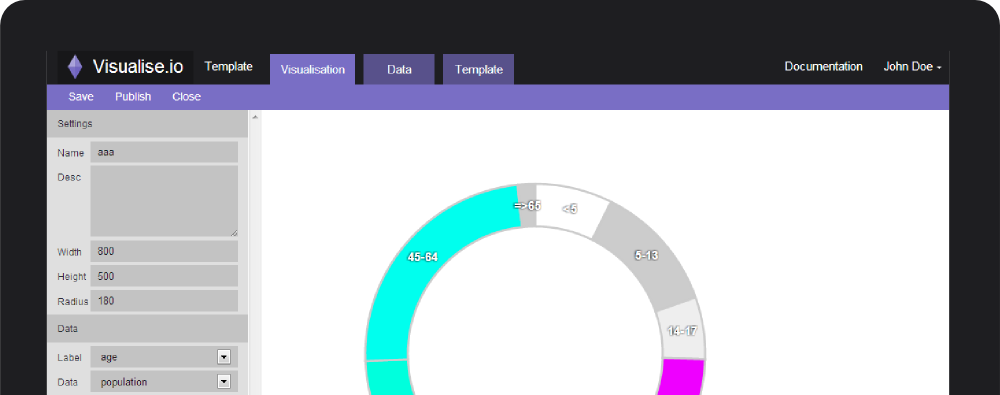 Visualise.io Template Visualisation Data Template Documentation John Doe
Save Publish Close
Settings
Name aaa
Desc
Width 800
Height 500
Radius 180
Data
Label age
Data population
=>65
<5
45-64
5-13
14-17